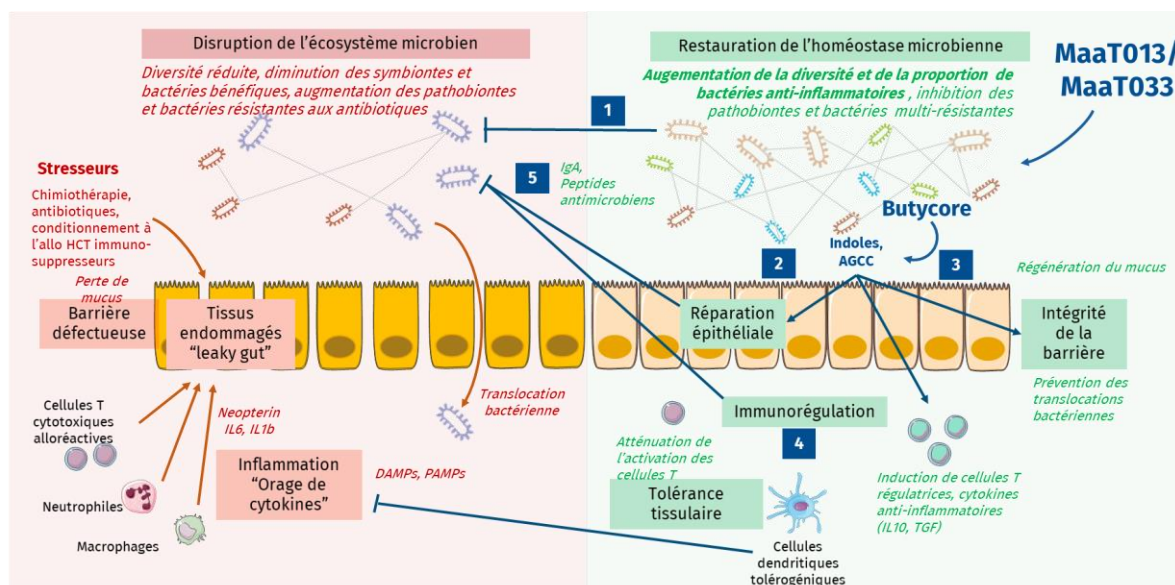 Disruption de l’écosystème microbien
Diversité réduite, diminution des symbiontes et
bactéries bénéfiques, augmentation des pathobiontes
et bactéries résistantes aux antibiotiques
Stresseurs
Chimiothérapie,
antibiotiques,
conditionnement à
l’allo HCT immuno-
suppresseurs
Perte de
mucus
Barrière
défectueuse
Tissus
endommagés
“leaky gut”
Cellules T
cytotoxiques
alloréactives
Neopterin
IL6, IL1b
Neutrophiles
Macrophages
Inflammation
“Orage de
cytokines”
DAMPs, PAMPs
Translocation
bactérienne
Restauration de l’homéostase microbienne
Augementation de la diversité et de la proportion de
bactéries anti-inflammatoires , inhibition des
pathobiontes et bactéries multi-résistantes
MaaT013/
MaaT033
1
5
IgA,
Peptides
antimicrobiens
Butycore
Indoles,
AGCC
2
3
Régénération du mucus
Réparation
épithéliale
Intégrité
de la
barrière
Prévention des
translocations
bactériennes
Immunorégulation
4
Atténuation de
l’activation des
cellules T
Tolérance
tissulaire
Cellules
dendritiques
tolérogéniques
Induction de cellules T
régulatrices, cytokines
anti-inflammatoires
(IL10, TGF)